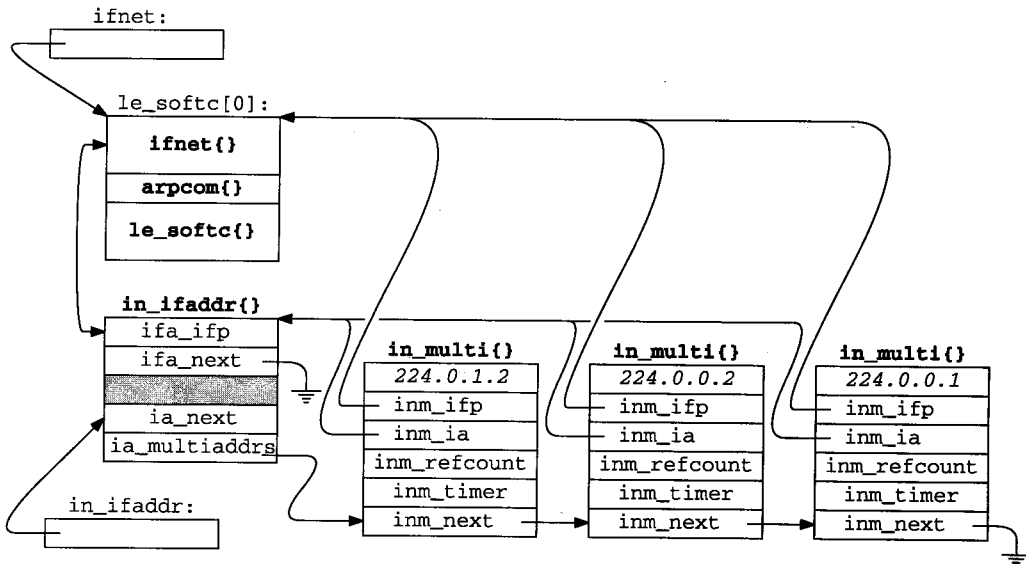 ifnet:
le_softc[0]:
ifnet{}
arpcom{}
le_softc{}
in_ifaddr{}
ifa_ifp
ifa_next
ia_next
ia_multiaddrs
in_ifaddr:
in_multi{}
224.0.1.2
inm_ifp
inm_ia
inm_refcount
inm_timer
inm_next
in_multi{}
224.0.0.2
inm_ifp
inm_ia
inm_refcount
inm_timer
inm_next
in_multi{}
224.0.0.1
inm_ifp
inm_ia
inm_refcount
inm_timer
inm_next